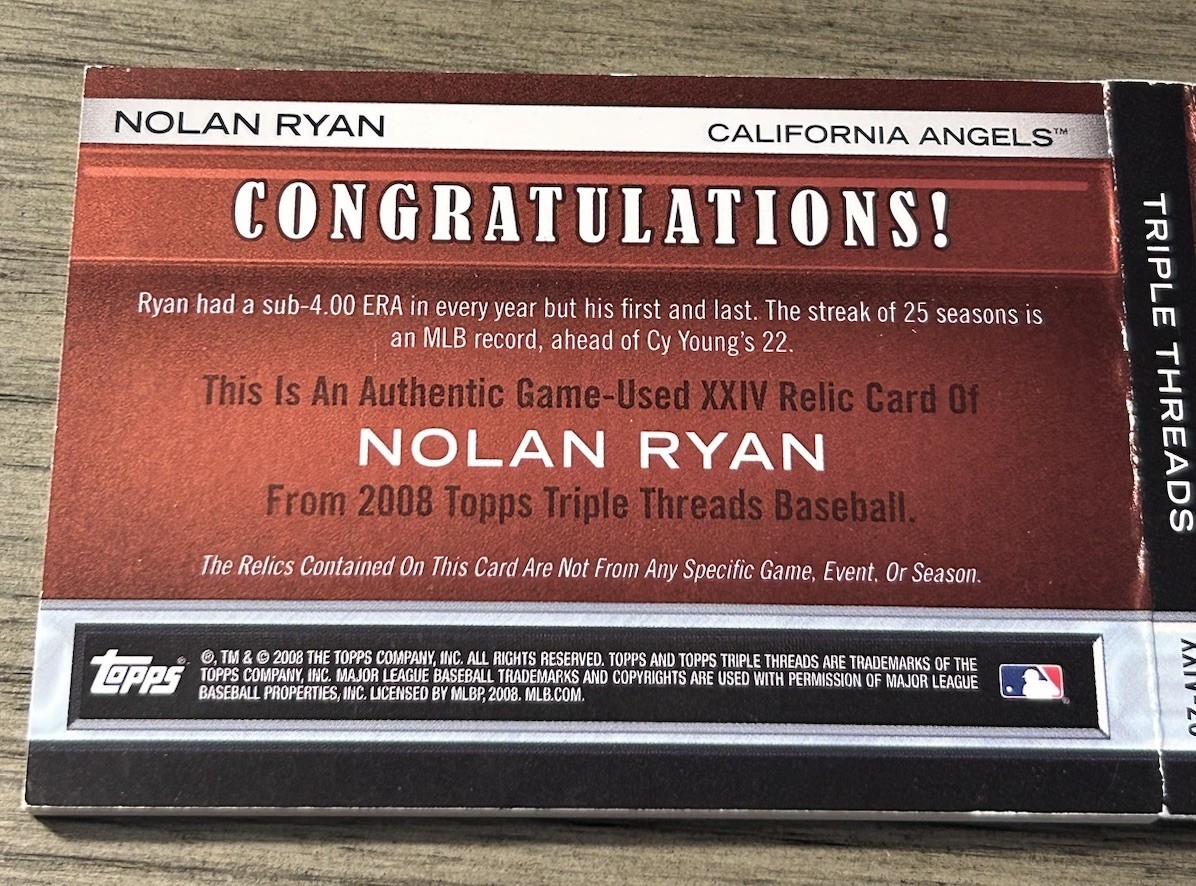 NOLAN RYAN
CALIFORNIA ANGELS™
CONGRATULATIONS!
Ryan had a sub-4.00 ERA in every year but his first and last. The streak of 25 seasons is
an MLB record, ahead of Cy Young's 22.
This Is An Authentic Game-Used XXIV Relic Card Of
NOLAN RYAN
From 2008 Topps Triple Threads Baseball.
The Relics Contained On This Card Are Not From Any Specific Game, Event, Or Season.
topps®
®, TM & © 2008 THE TOPPS COMPANY, INC. ALL RIGHTS RESERVED. TOPPS AND TOPPS TRIPLE THREADS ARE TRADEMARKS OF THE
TOPPS COMPANY, INC. MAJOR LEAGUE BASEBALL TRADEMARKS AND COPYRIGHTS ARE USED WITH PERMISSION OF MAJOR LEAGUE
BASEBALL PROPERTIES, INC. LICENSED BY MLBP, 2008. MLB.COM.
TRIPLE THREADS